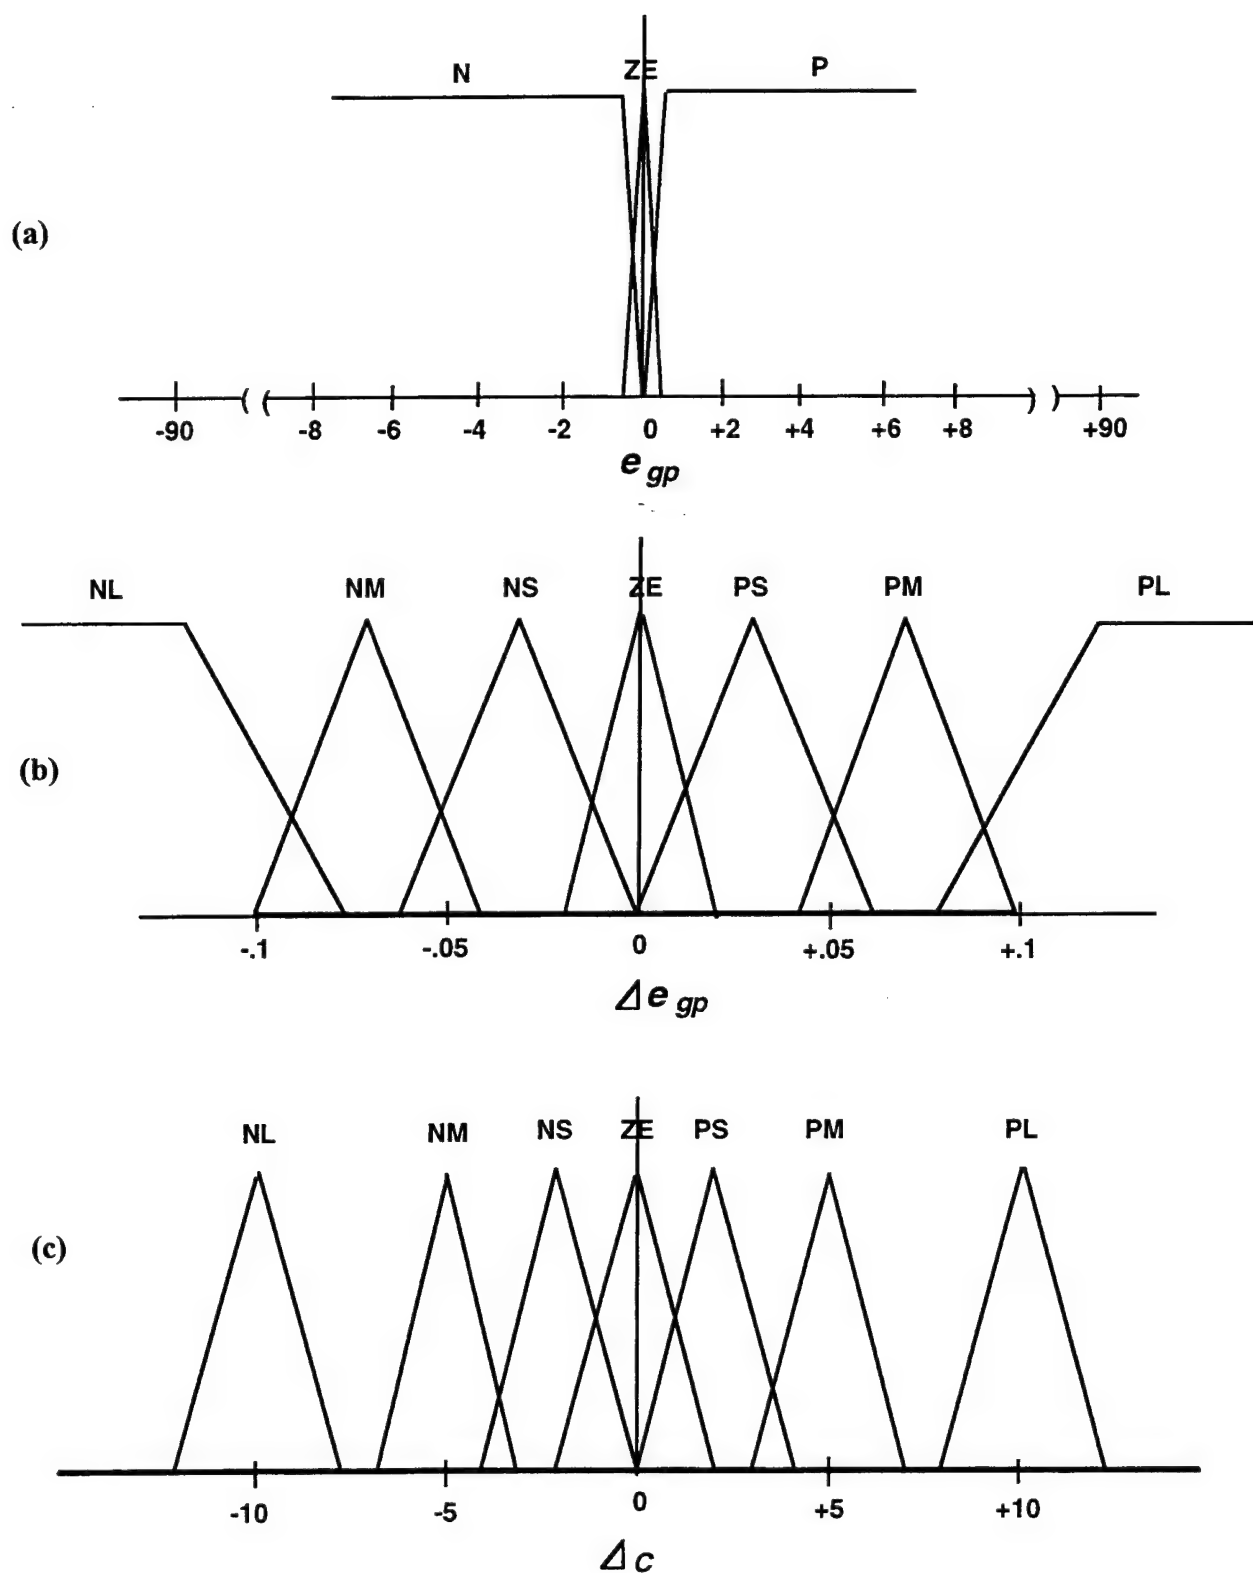 N ZE P
(a)
-90 ( ( -8 -6 -4 -2 0 +2 +4 +6 +8 ) ) +90
e gp
NL NM NS ZE PS PM PL
(b)
-.1 -.05 0 +.05 +.1
Δe gp
NL NM NS ZE PS PM PL
(c)
-10 -5 0 +5 +10
Δc